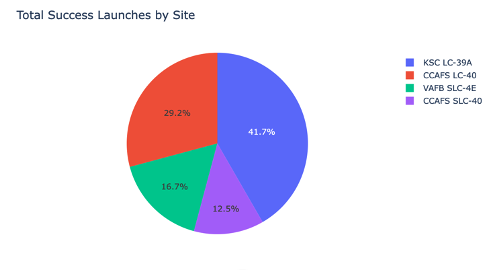 Total Success Launches by Site
KSC LC-39A
CCAFS LC-40
VAFB SLC-4E
CCAFS SLC-40
29.2%
41.7%
16.7%
12.5%